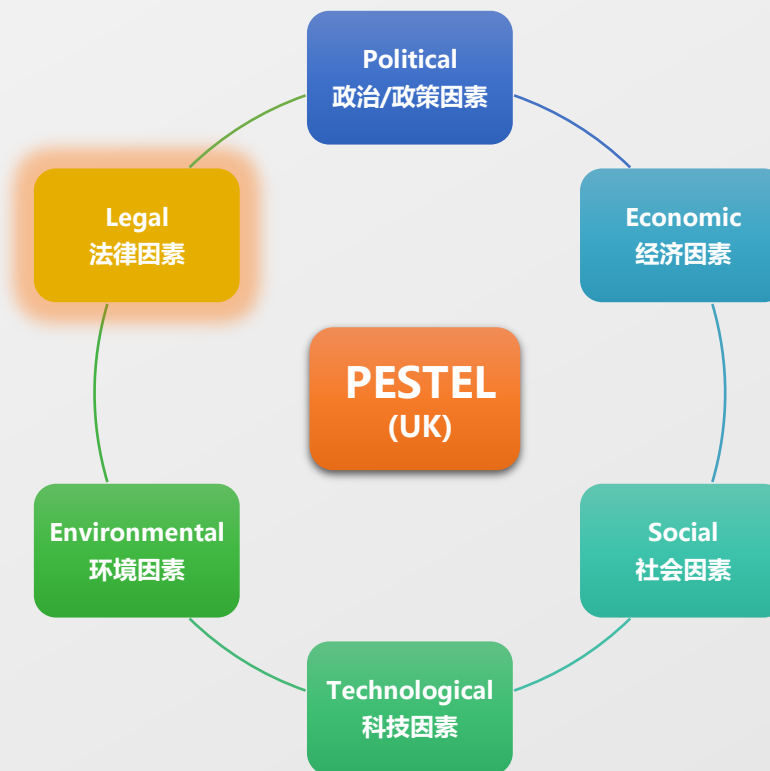 Political
政治/政策因素
Legal
法律因素
Economic
经济因素
PESTEL
(UK)
Environmental
环境因素
Social
社会因素
Technological
科技因素